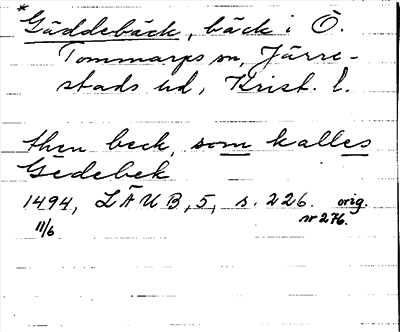 *Gäddebäck, bäck i Ö.
Tommarps sn, Järre-
stads hd, Krist. l.
then beck, som kalles
Gedebek
1494, LÄUB, 5, s. 226. orig.
11/6 nr 276.